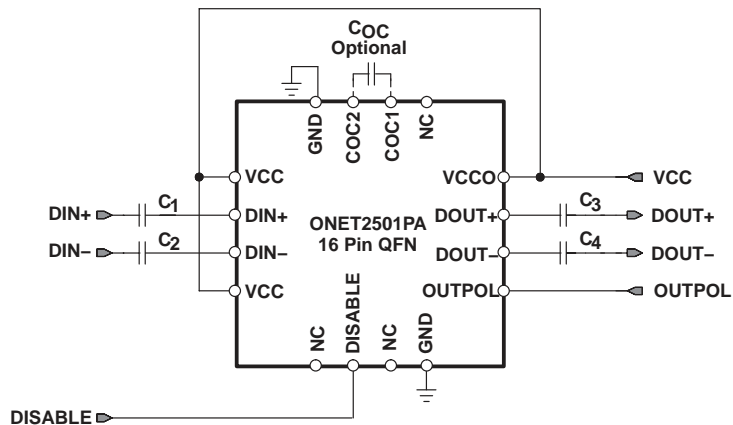 COC
Optional
GND
COC2
COC1
NC
VCC
VCCO
VCC
DIN+
C1
DIN+
ONET2501PA
DOUT+
C3
DOUT+
DIN–
C2
DIN–
16 Pin QFN
DOUT–
C4
DOUT–
VCC
OUTPOL
OUTPOL
NC
DISABLE
NC
GND
DISABLE